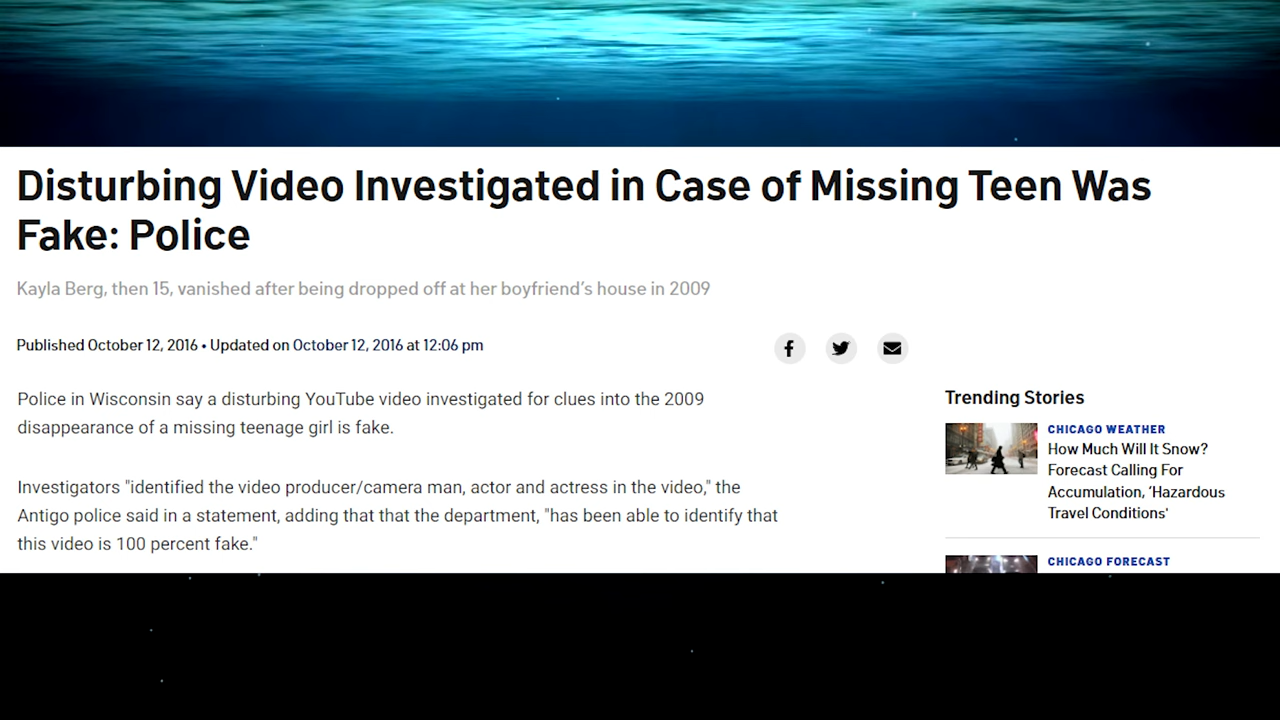 Disturbing Video Investigated in Case of Missing Teen Was
Fake: Police
Kayla Berg, then 15, vanished after being dropped off at her boyfriend's house in 2009
Published October 12, 2016 • Updated on October 12, 2016 at 12:06 pm
Police in Wisconsin say a disturbing YouTube video investigated for clues into the 2009
disappearance of a missing teenage girl is fake.
Investigators "identified the video producer/camera man, actor and actress in the video," the
Antigo police said in a statement, adding that that the department, "has been able to identify that
this video is 100 percent fake."
Trending Stories
CHICAGO WEATHER
How Much Will It Snow?
Forecast Calling For
Accumulation, 'Hazardous
Travel Conditions'
CHICAGO FORECAST